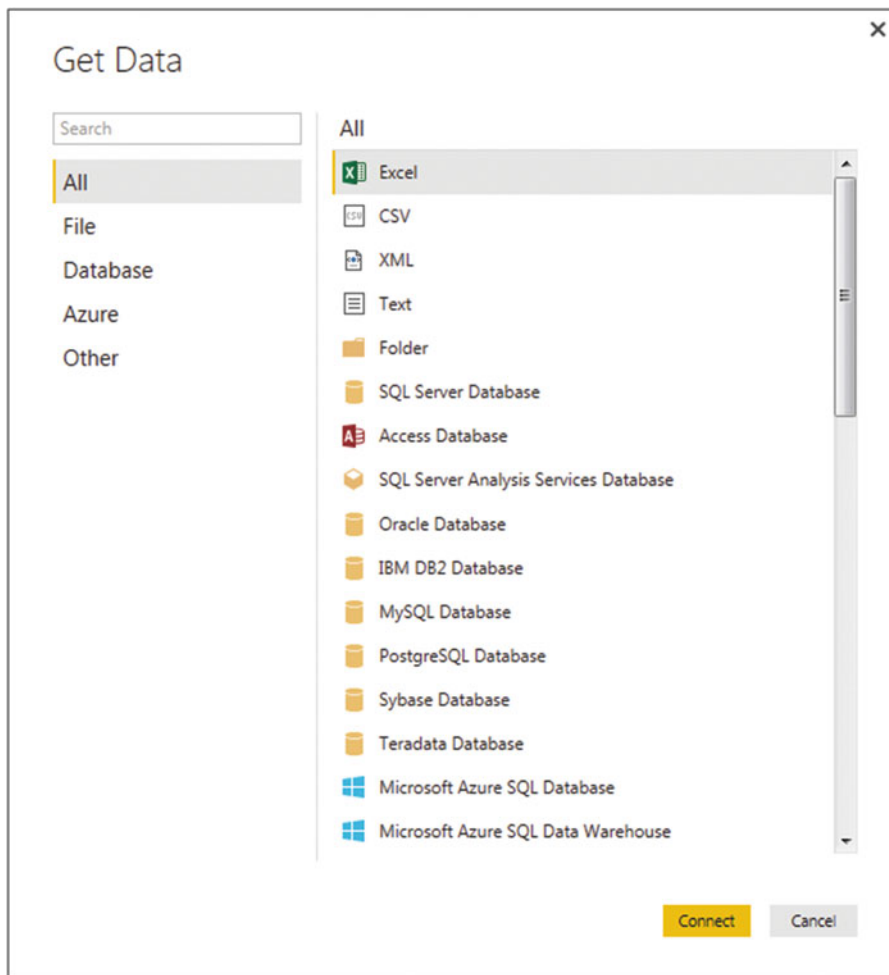 Get Data
Search
All
File
Database
Azure
Other
All
Excel
CSV
XML
Text
Folder
SQL Server Database
Access Database
SQL Server Analysis Services Database
Oracle Database
IBM DB2 Database
MySQL Database
PostgreSQL Database
Sybase Database
Teradata Database
Microsoft Azure SQL Database
Microsoft Azure SQL Data Warehouse
Connect
Cancel